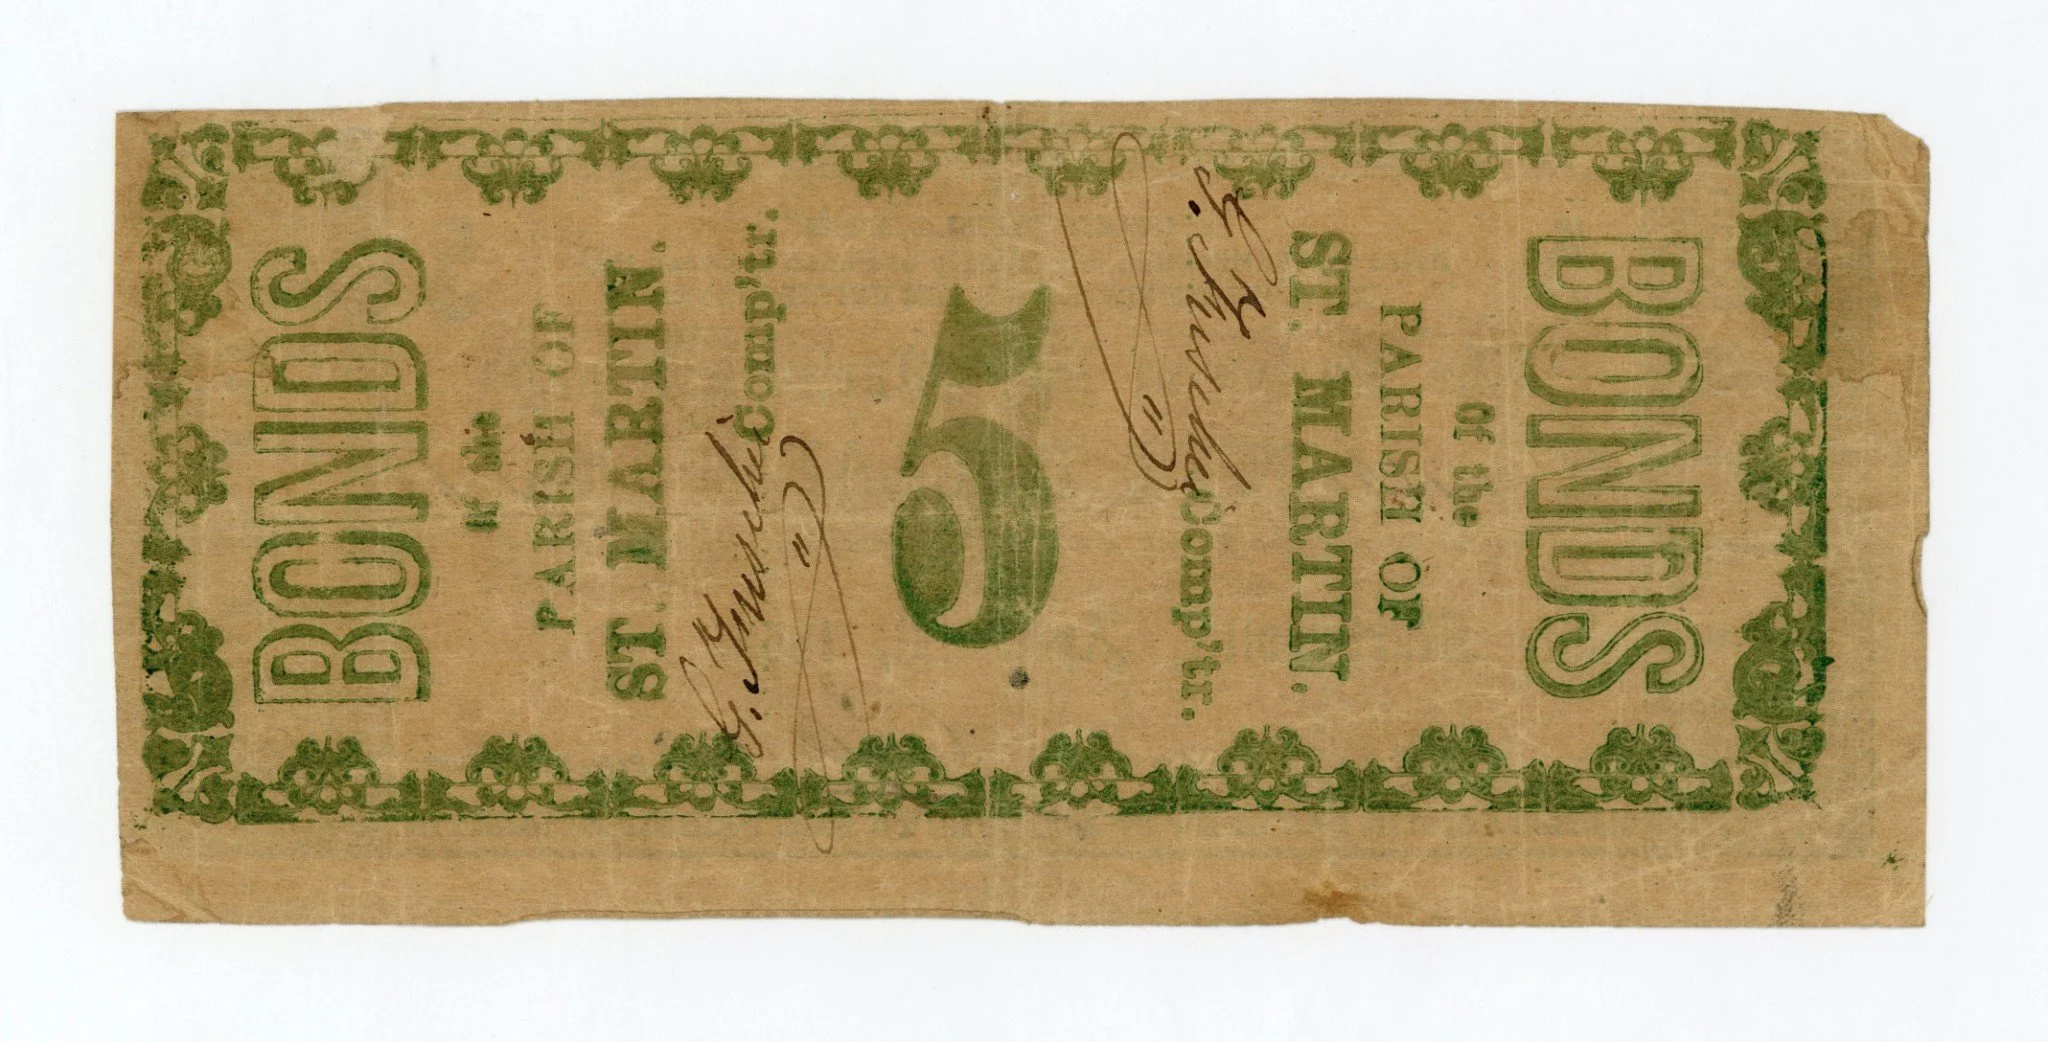 BONDS
of the
PARISH OF
ST. MARTIN.
Comp'tr.
5
BONDS
Of the
PARISH OF
ST. MARTIN.
Comp'tr.